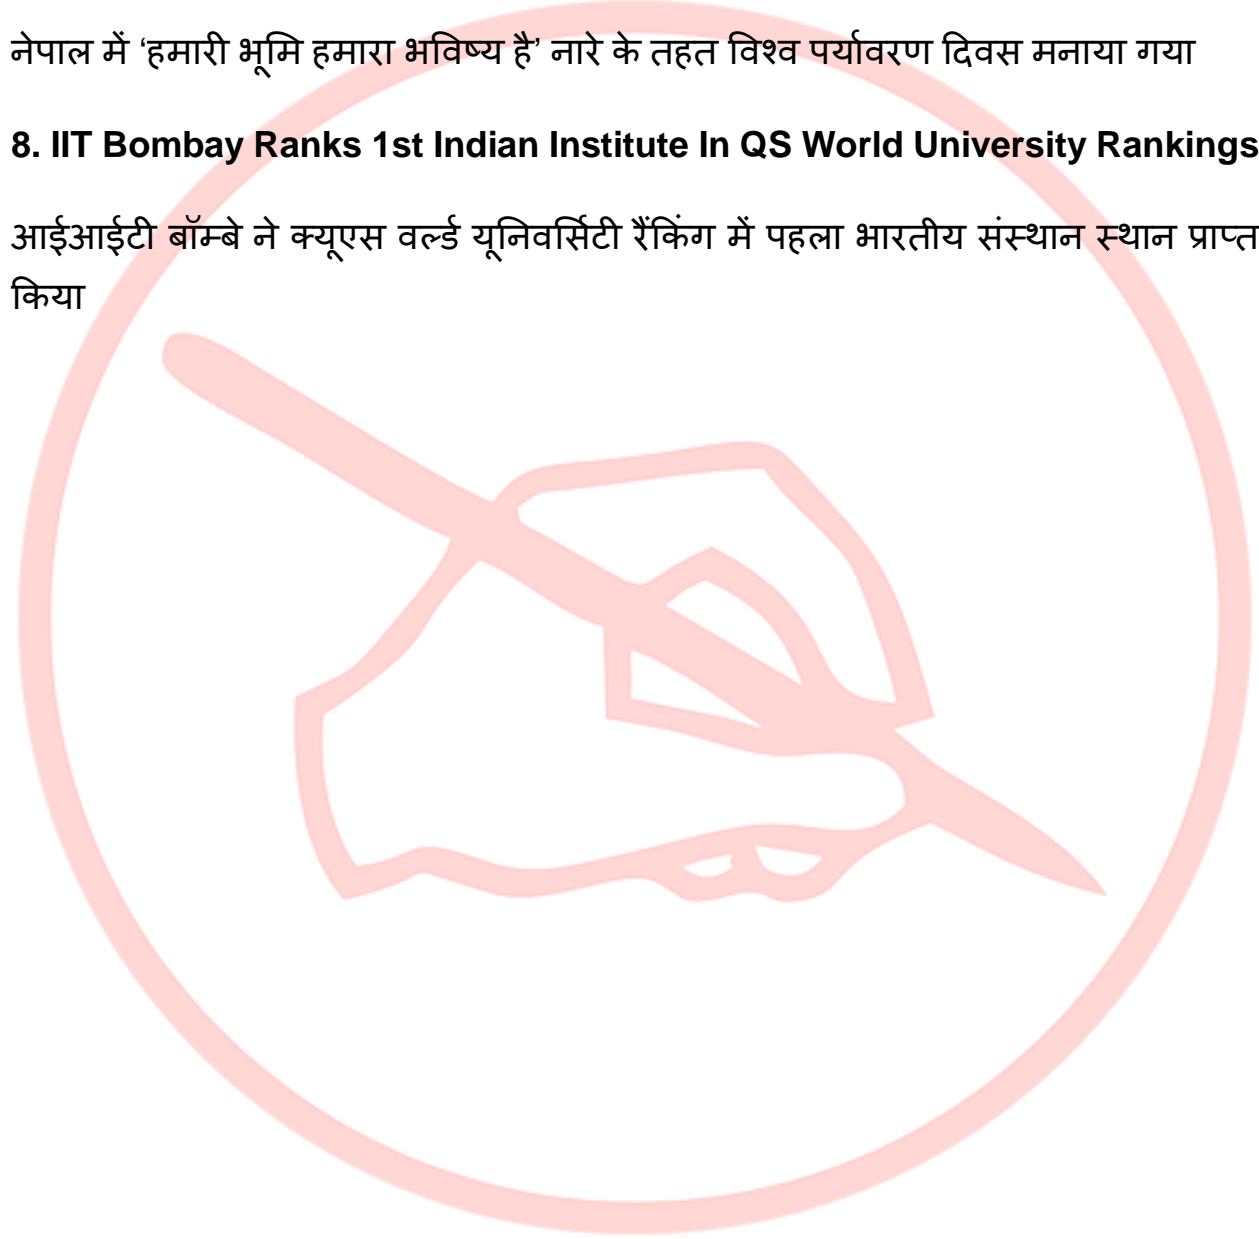 नेपाल में ‘हमारी भूमि हमारा भविष्य है’ नारे के तहत विश्व पर्यावरण दिवस मनाया गया
8. IIT Bombay Ranks 1st Indian Institute In QS World University Rankings
आईआईटी बॉम्बे ने क्यूएस वर्ल्ड यूनिवर्सिटी रैंकिंग में पहला भारतीय संस्थान स्थान प्राप्त
किया